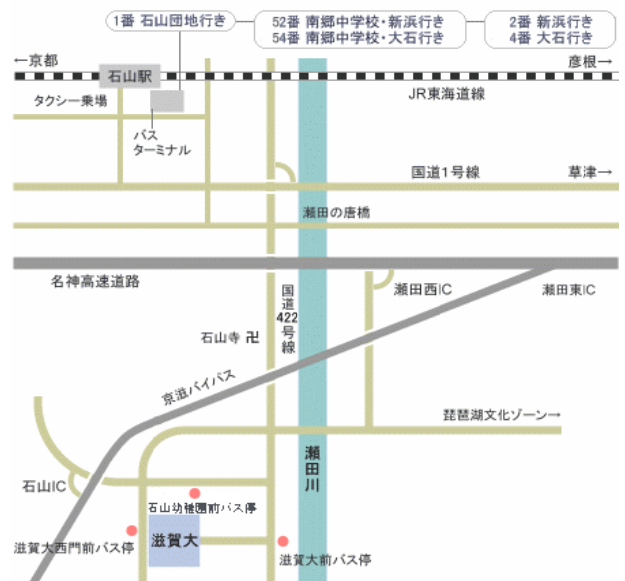 1番 石山団地行き
52番 南郷中学校・新浜行き
54番 南郷中学校・大石行き
2番 新浜行き
4番 大石行き
←京都
彦根→
石山駅
タクシー乗場
JR東海道線
バス
ターミナル
国道1号線
草津→
瀬田の唐橋
名神高速道路
国道422号線
瀬田西IC
瀬田東IC
石山寺 卍
京滋バイパス
琵琶湖文化ゾーン→
瀬田川
石山IC
石山幼稚園前バス停
滋賀大
滋賀大西門前バス停
滋賀大前バス停